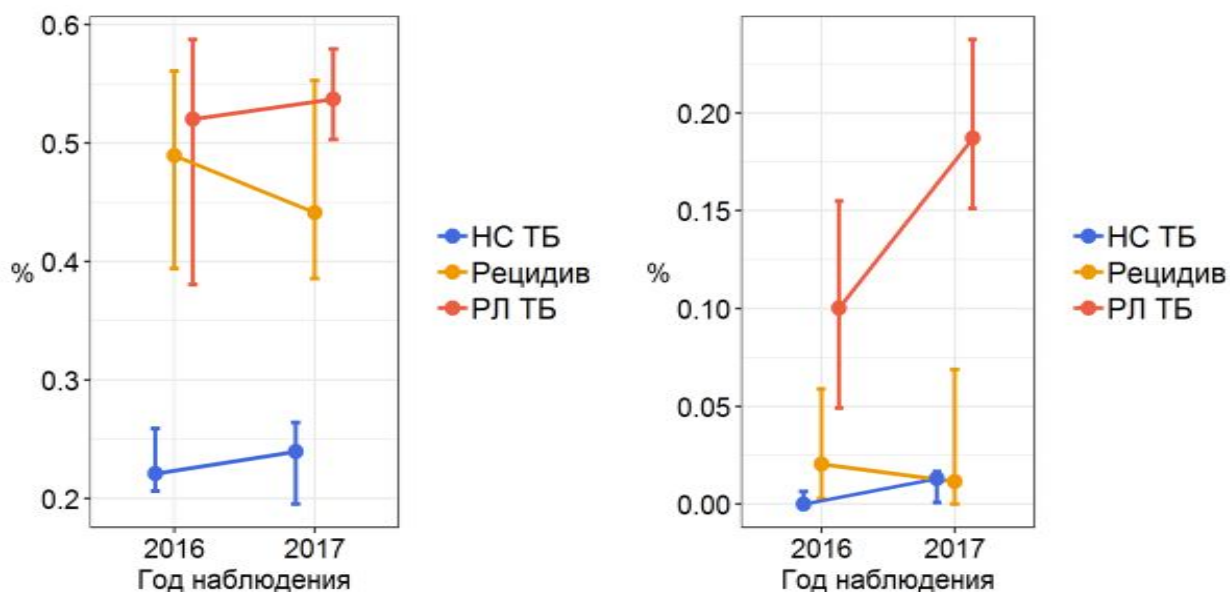 0.6
0.5
0.4
0.3
0.2
%
2016 2017
Год наблюдения
НС ТБ
Рецидив
РЛ ТБ
0.20
0.15
0.10
0.05
0.00
%
2016 2017
Год наблюдения
НС ТБ
Рецидив
РЛ ТБ